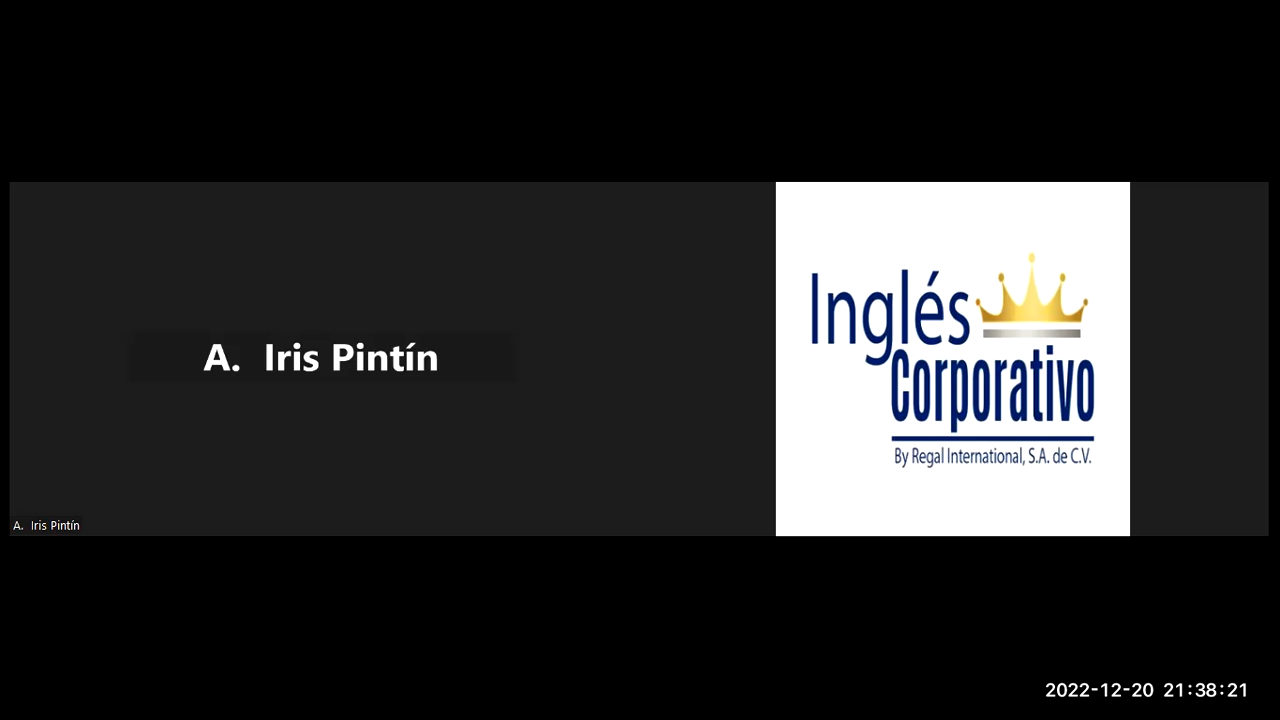 A.  Iris Pintín
Inglés
Corporativo
By Regal International, S.A. de C.V.
A.  Iris Pintín
2022-12-20 21:38:21